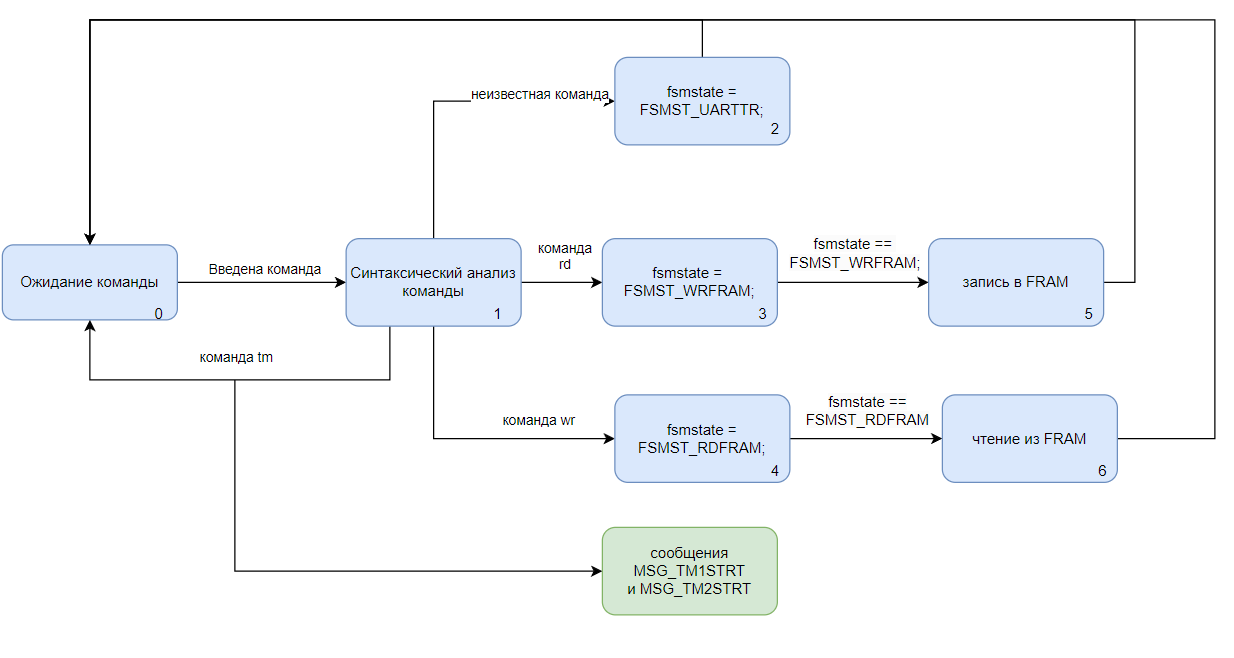 неизвестная команда
fsmstate =
FSMST_UARTTR;
2
Ожидание команды
0
Введена команда
Синтаксический анализ
команды
1
команда
rd
fsmstate =
FSMST_WRFRAM;
3
fsmstate ==
FSMST_WRFRAM;
запись в FRAM
5
команда tm
команда wr
fsmstate =
FSMST_RDFRAM;
4
fsmstate ==
FSMST_RDFRAM
чтение из FRAM
6
сообщения
MSG_TM1STRT
и MSG_TM2STRT